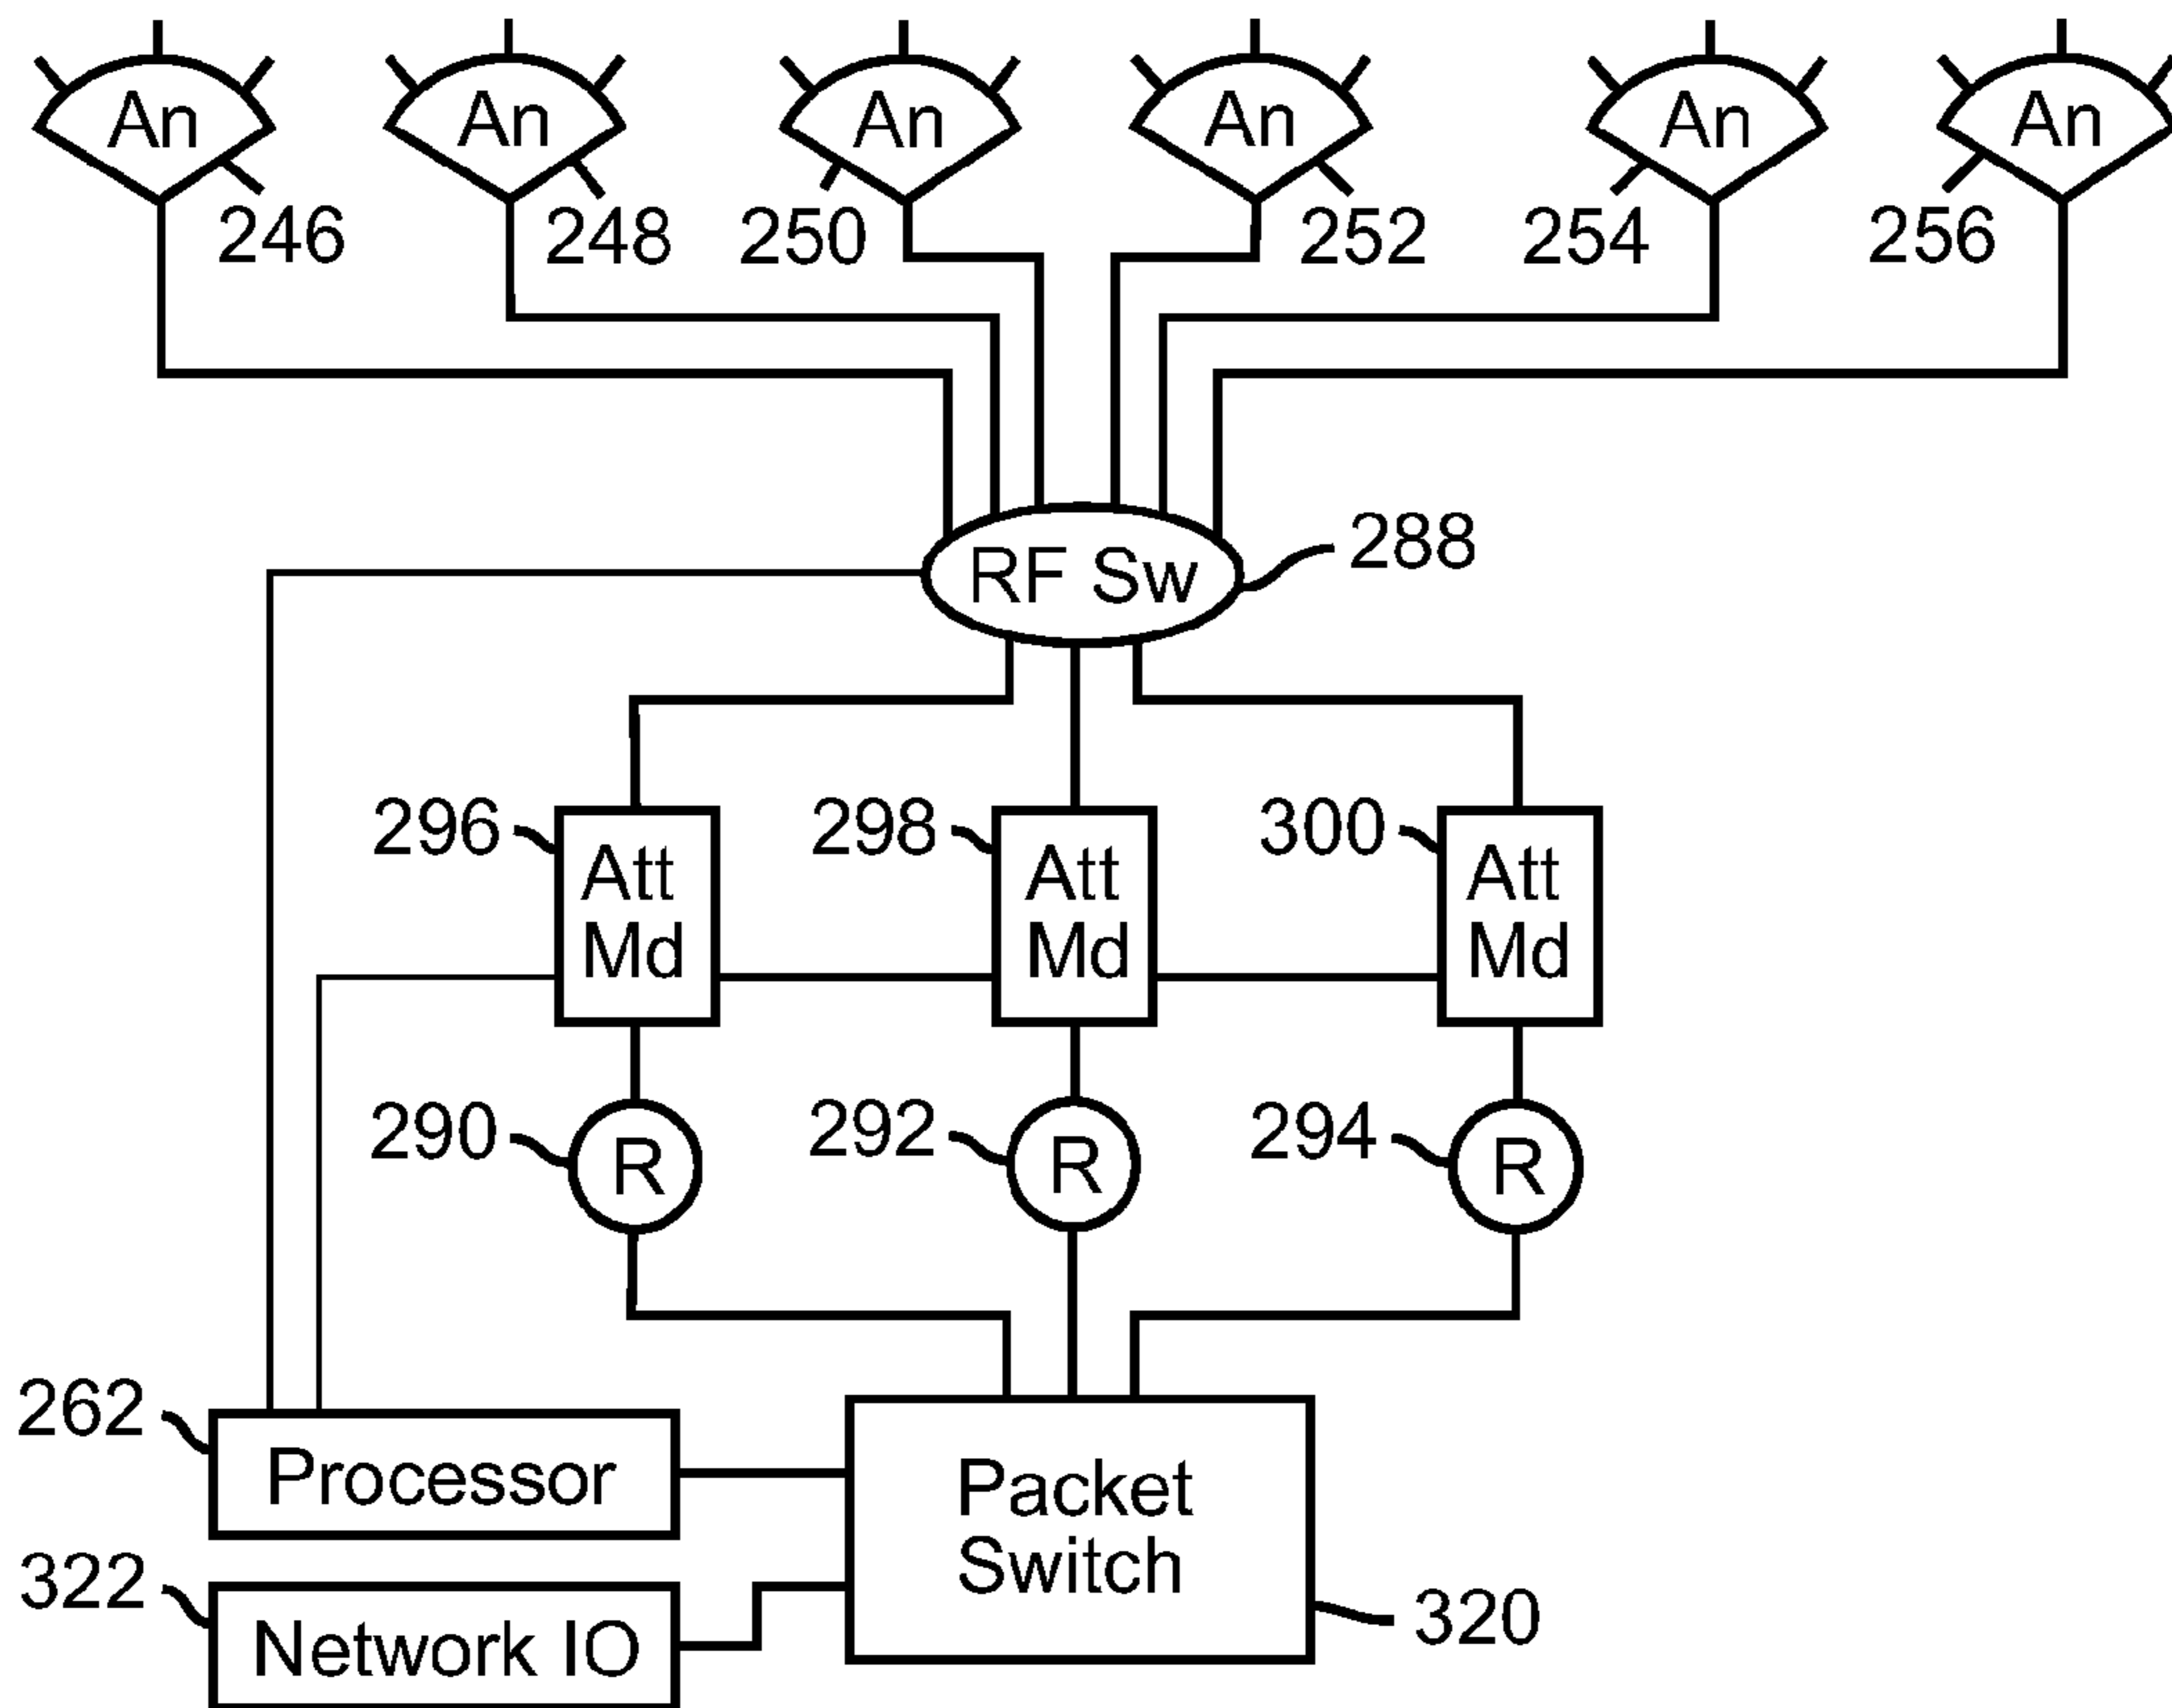 An An An An An An
246 248 250 252 254 256
RF Sw 288
296 298 300
Att Att Att
Md Md Md
290 R 292 R 294 R
262
Processor
Packet
Switch
322
Network IO
320